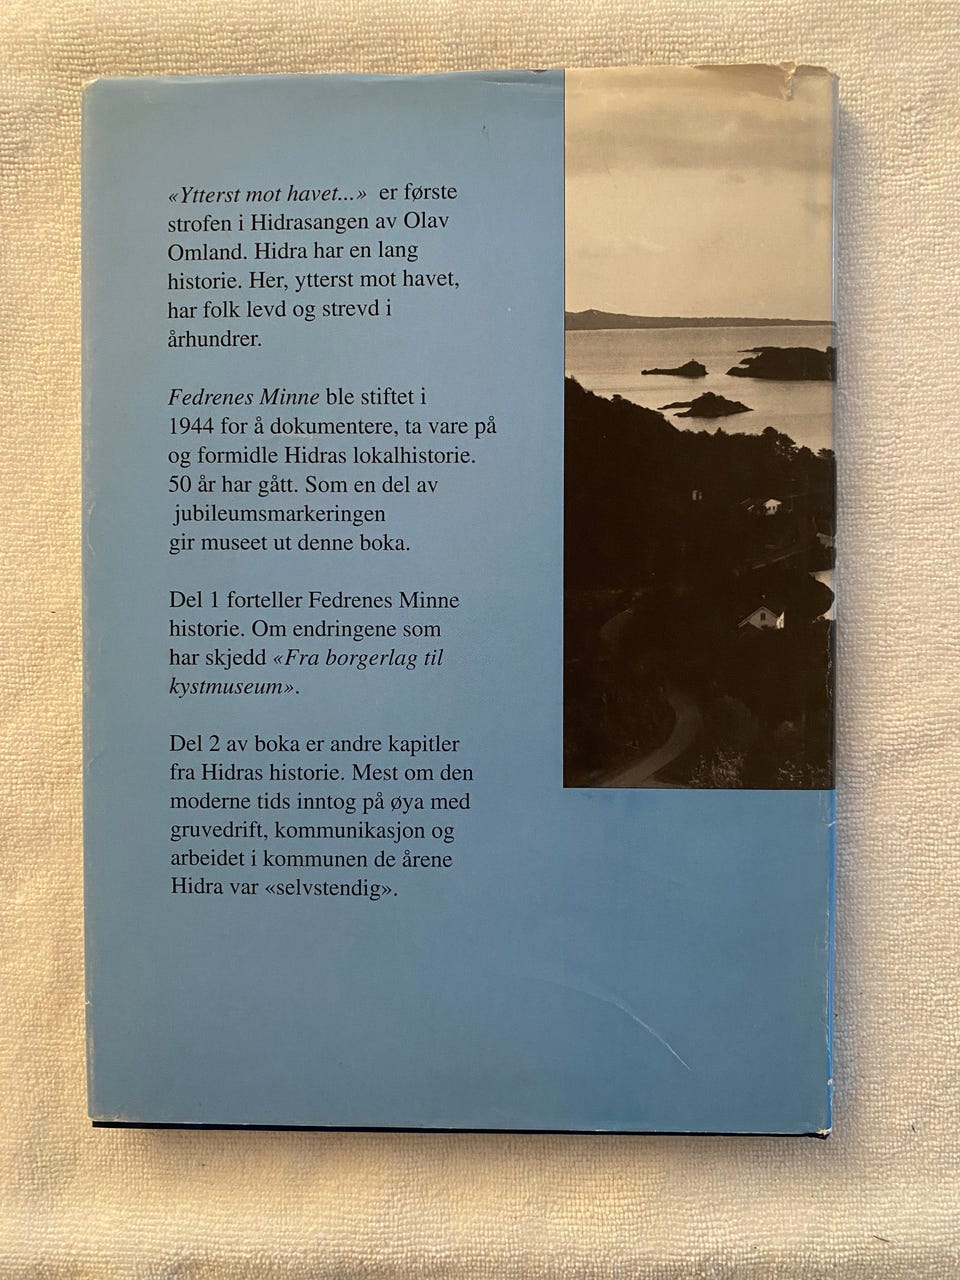 «Ytterst mot havet...» er første
strofen i Hidrasangen av Olav
Omland. Hidra har en lang
historie. Her, ytterst mot havet,
har folk levd og strevd i
århundrer.
Fedrenes Minne ble stiftet i
1944 for å dokumentere, ta vare på
og formidle Hidras lokalhistorie.
50 år har gått. Som en del av
jubileumsmarkeringen
gir museet ut denne boka.
Del 1 forteller Fedrenes Minne
historie. Om endringene som
har skjedd «Fra borgerlag til
kystmuseum».
Del 2 av boka er andre kapitler
fra Hidras historie. Mest om den
moderne tids inntog på øya med
gruvedrift, kommunikasjon og
arbeidet i kommunen de årene
Hidra var «selvstendig».